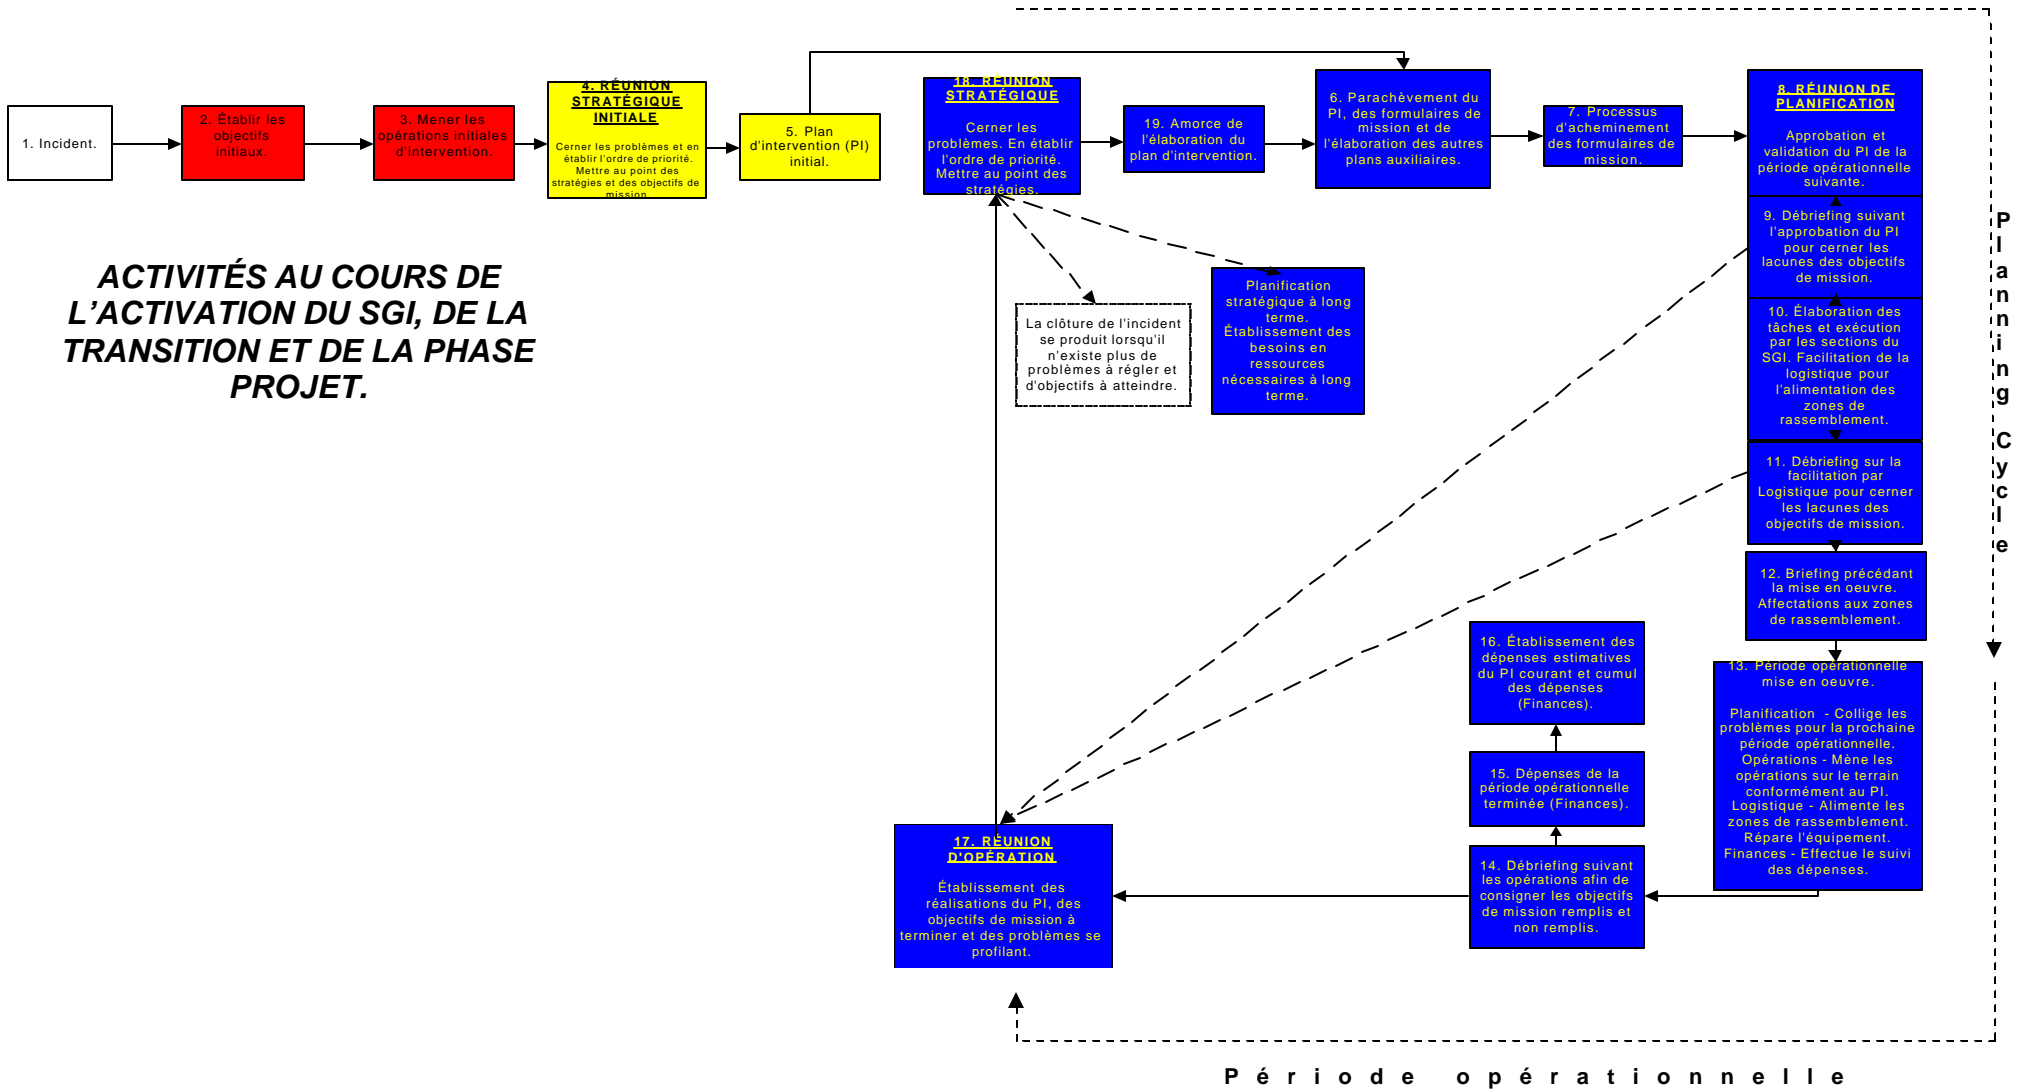 1. Incident.
2. Établir les
objectifs
initiaux.
3. Mener les
opérations initiales
d'intervention.
4. RÉUNION
STRATÉGIQUE
INITIALE
Cerner les problèmes et en
établir l'ordre de priorité.
Mettre au point des
stratégies et des objectifs de
mission
5. Plan
d'intervention (PI)
initial.
18. RÉUNION
STRATÉGIQUE
Cerner les
problèmes. En établir
l'ordre de priorité.
Mettre au point des
stratégies.
19. Amorce de
l'élaboration du
plan d'intervention.
6. Parachèvement du
PI, des formulaires de
mission et de
l'élaboration des autres
plans auxiliaires.
7. Processus
d'acheminement
des formulaires de
mission.
8. RÉUNION DE
PLANIFICATION
Approbation et
validation du PI de la
période opérationnelle
suivante.
9. Débriefing suivant
l'approbation du PI
pour cerner les
lacunes des objectifs
de mission.
10. Élaboration des
tâches et exécution
par les sections du
SGI. Facilitation de la
logistique pour
l'alimentation des
zones de
rassemblement.
11. Débriefing sur la
facilitation par
Logistique pour cerner
les lacunes des
objectifs de mission.
12. Briefing précédant
la mise en oeuvre.
Affectations aux zones
de rassemblement.
13. Période opérationnelle
mise en oeuvre.
Planification - Collige les
problèmes pour la prochaine
période opérationnelle.
Opérations - Mène les
opérations sur le terrain
conformément au PI.
Logistique - Alimente les
zones de rassemblement.
Répare l'équipement.
Finances - Effectue le suivi
des dépenses.
ACTIVITÉS AU COURS DE
L’ACTIVATION DU SGI, DE LA
TRANSITION ET DE LA PHASE
PROJET.
La clôture de l'incident
se produit lorsqu'il
n'existe plus de
problèmes à régler et
d'objectifs à atteindre.
Planification
stratégique à long
terme.
Établissement des
besoins en
ressources
nécessaires à long
terme.
16. Établissement des
dépenses estimatives
du PI courant et cumul
des dépenses
(Finances).
15. Dépenses de la
période opérationnelle
terminée (Finances).
14. Débriefing suivant
les opérations afin de
consigner les objectifs
de mission remplis et
non remplis.
17. RÉUNION
D'OPÉRATION
Établissement des
réalisations du PI, des
objectifs de mission à
terminer et des problèmes se
profilant.
Planning Cycle
Période opérationnelle